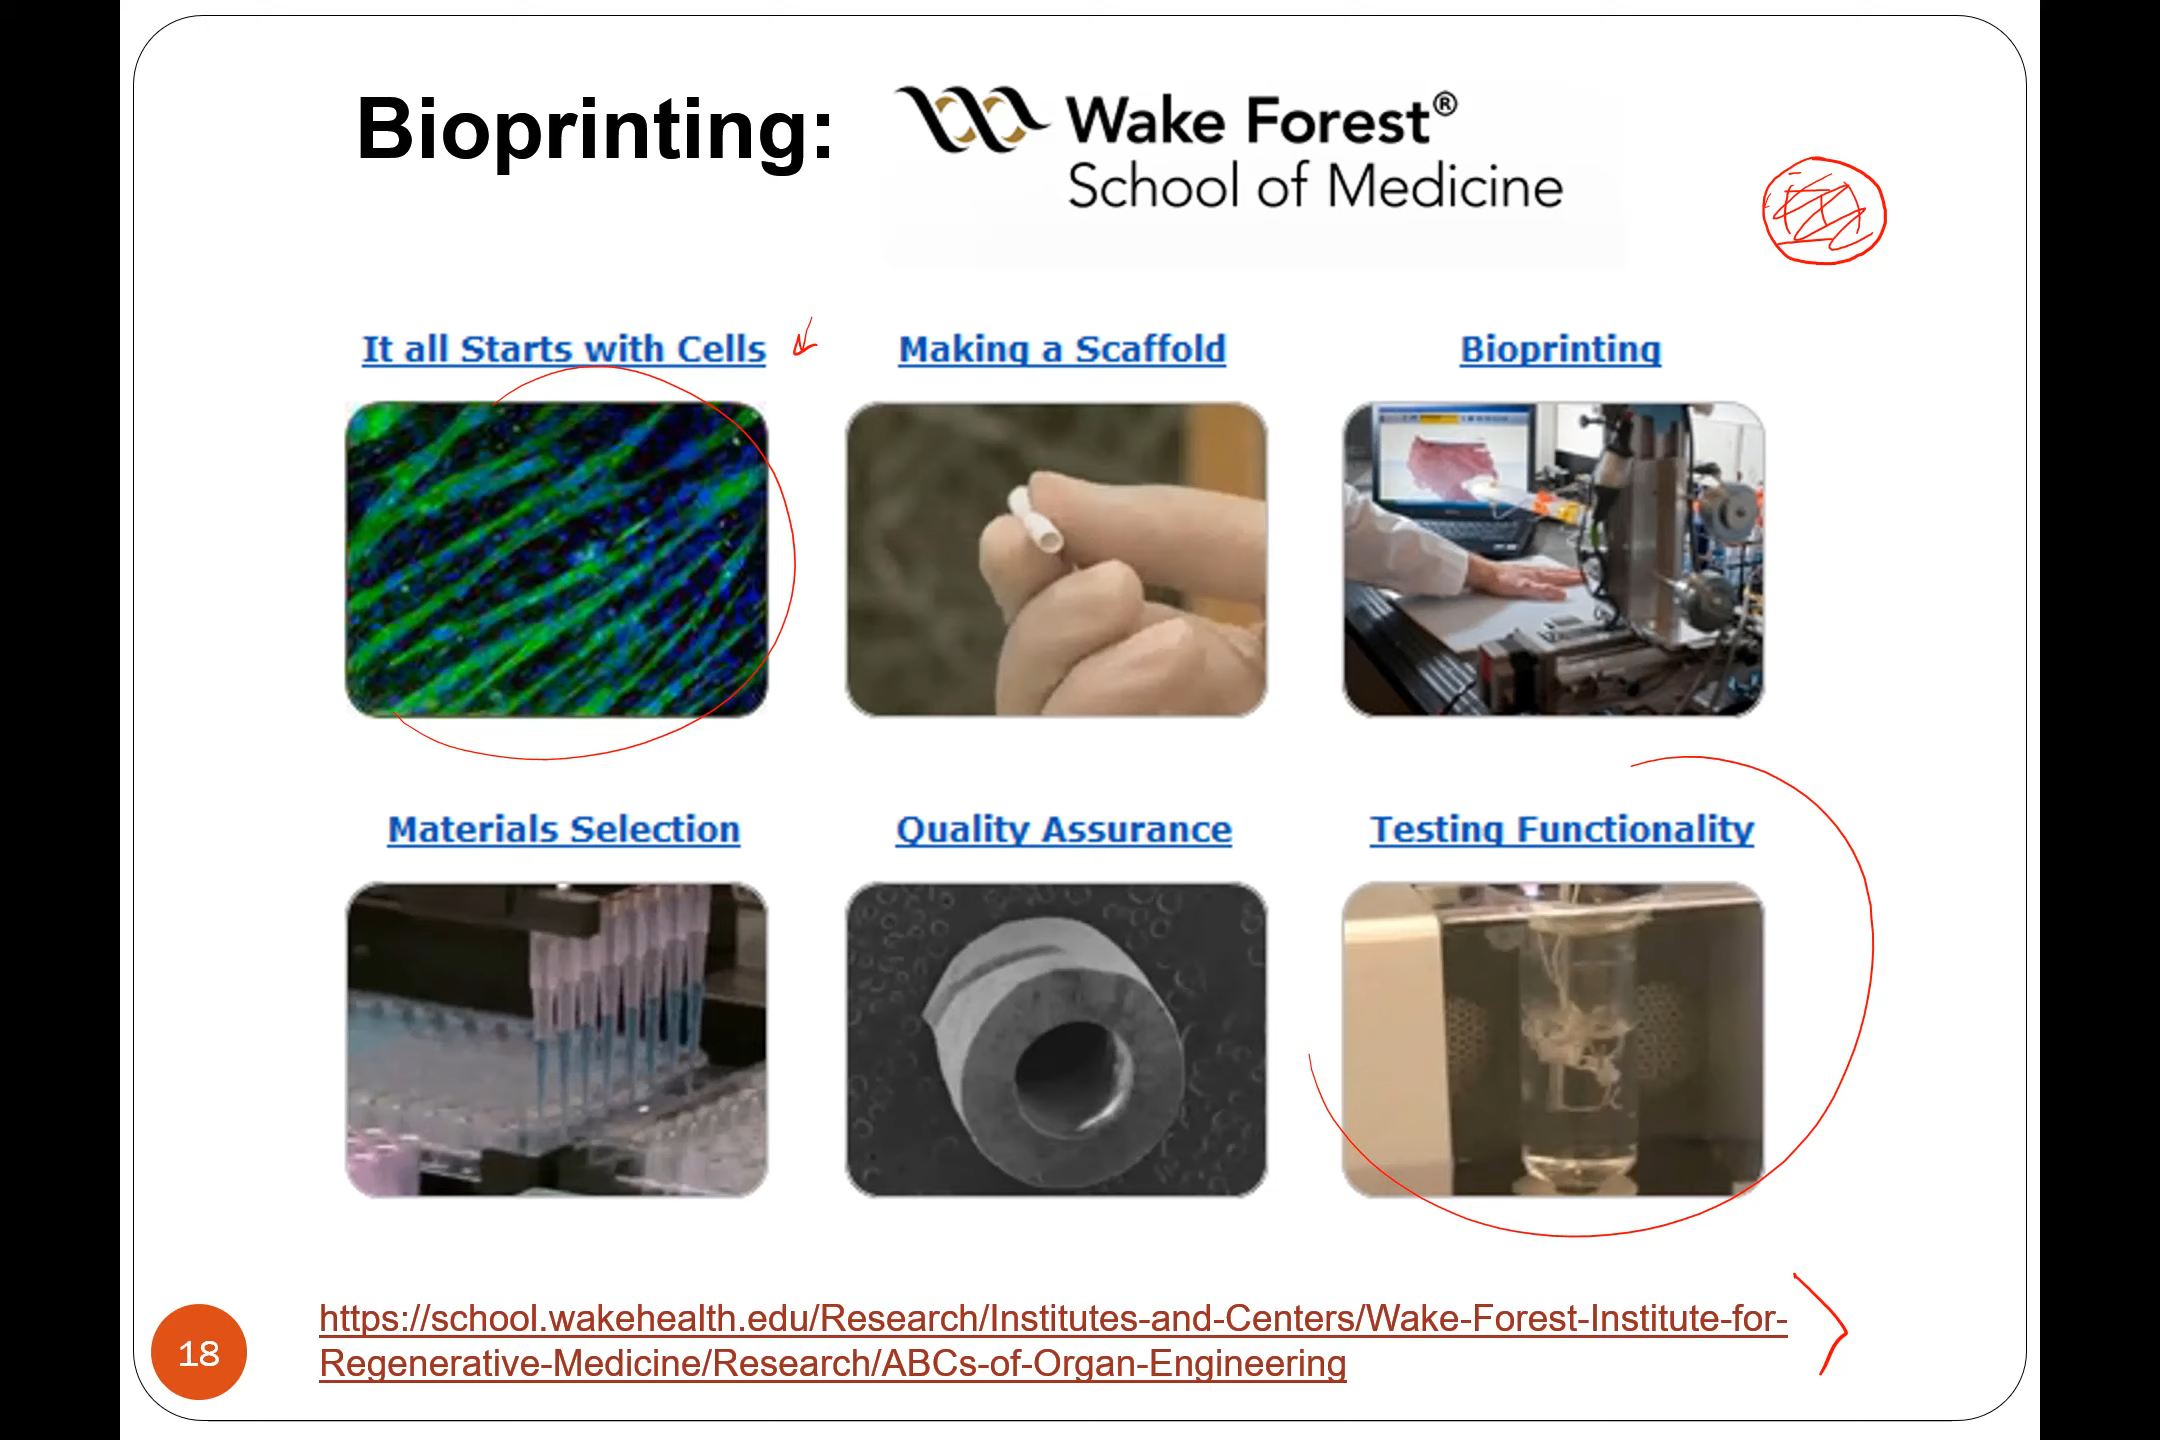 Bioprinting:
Wake Forest®
School of Medicine
It all Starts with Cells
Making a Scaffold
Bioprinting
Materials Selection
Quality Assurance
Testing Functionality
18
https://school.wakehealth.edu/Research/Institutes-and-Centers/Wake-Forest-Institute-for-
Regenerative-Medicine/Research/ABCs-of-Organ-Engineering